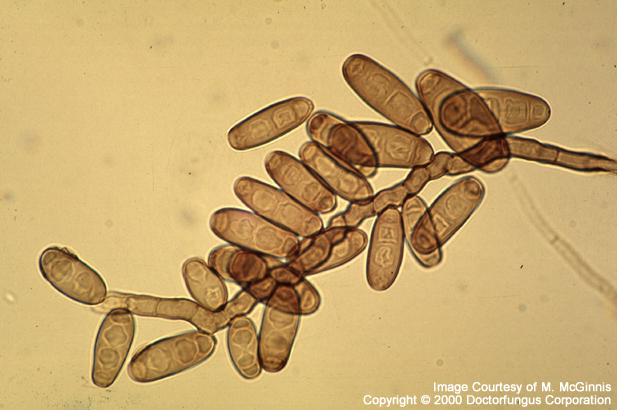 Image Courtesy of M. McGinnis
Copyright © 2000 Doctorfungus Corporation